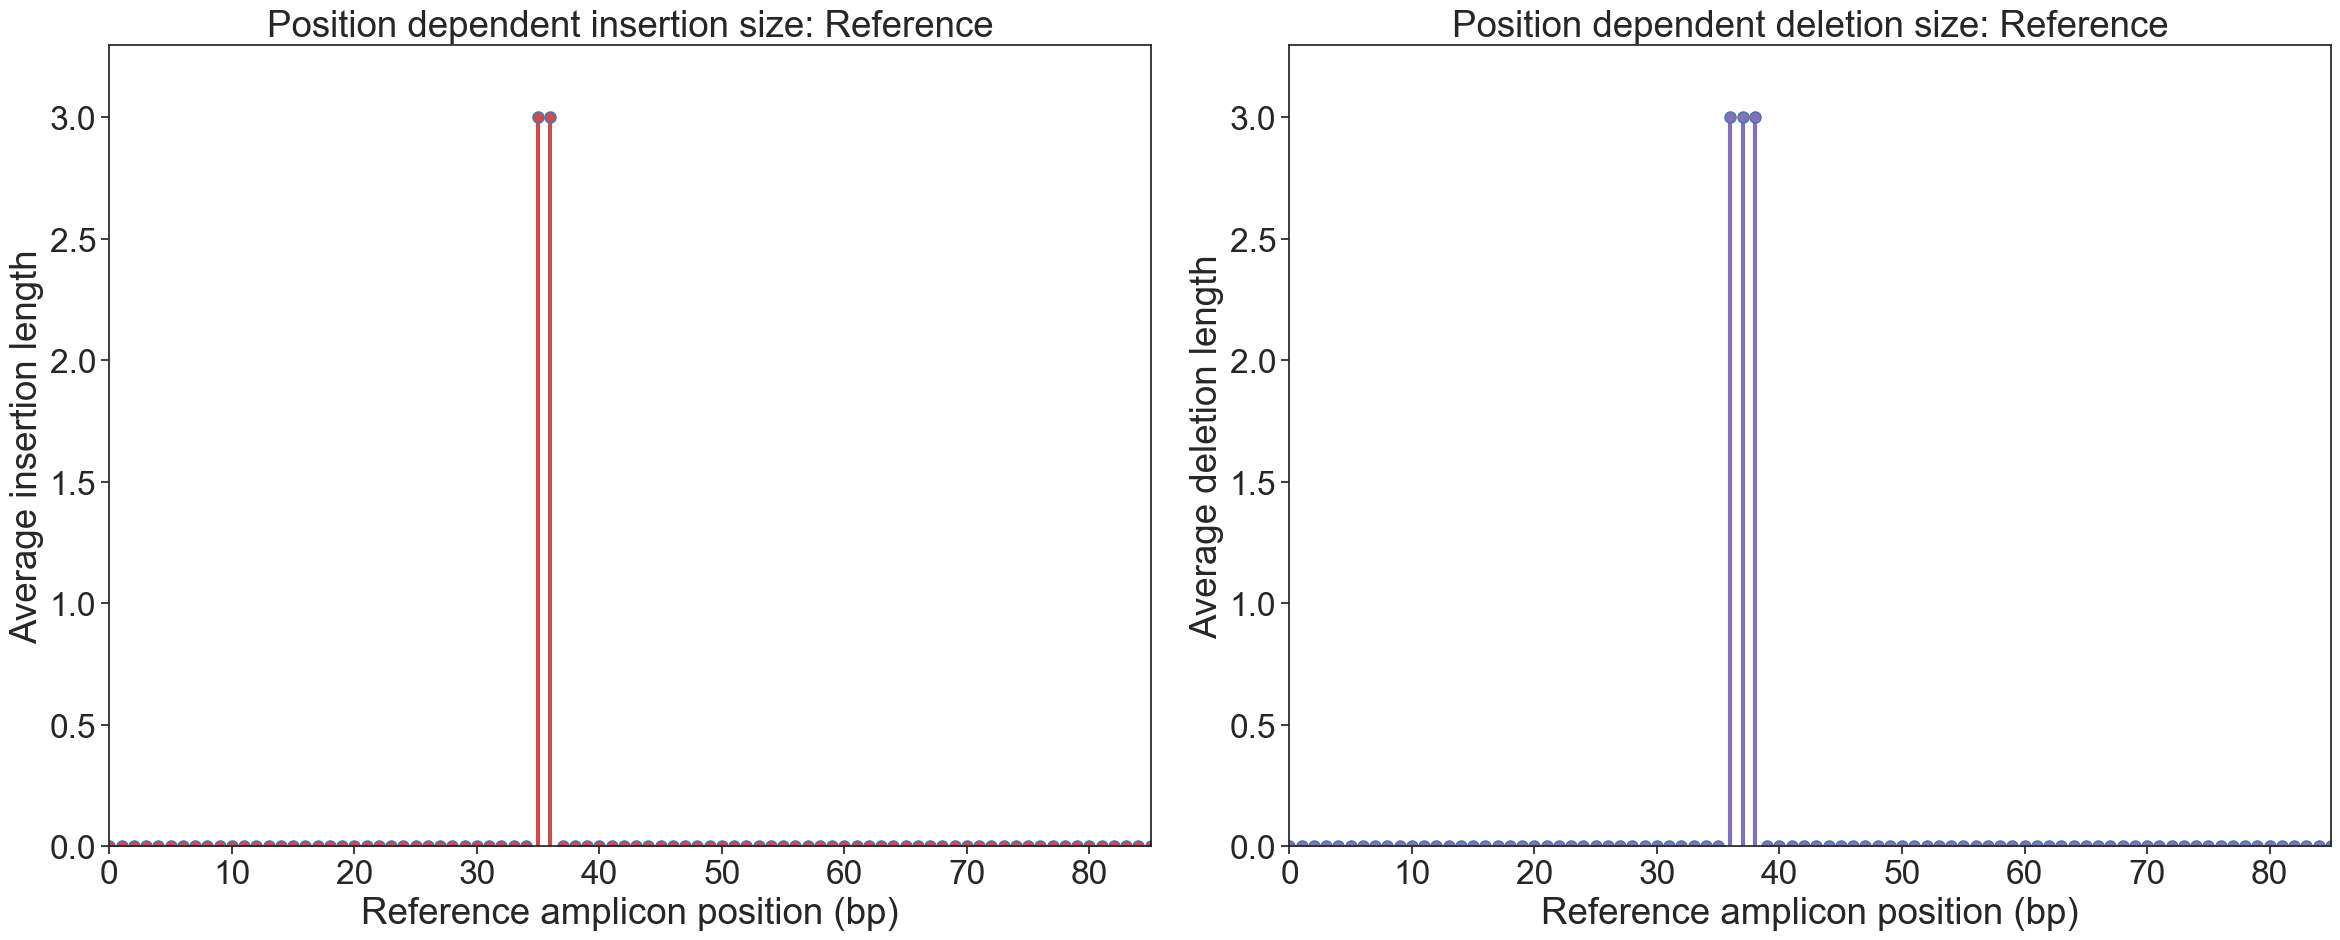 Position dependent insertion size: Reference
Average insertion length
3.0
2.5
2.0
1.5
1.0
0.5
0.0
0 10 20 30 40 50 60 70 80
Reference amplicon position (bp)
Position dependent deletion size: Reference
Average deletion length
3.0
2.5
2.0
1.5
1.0
0.5
0.0
0 10 20 30 40 50 60 70 80
Reference amplicon position (bp)